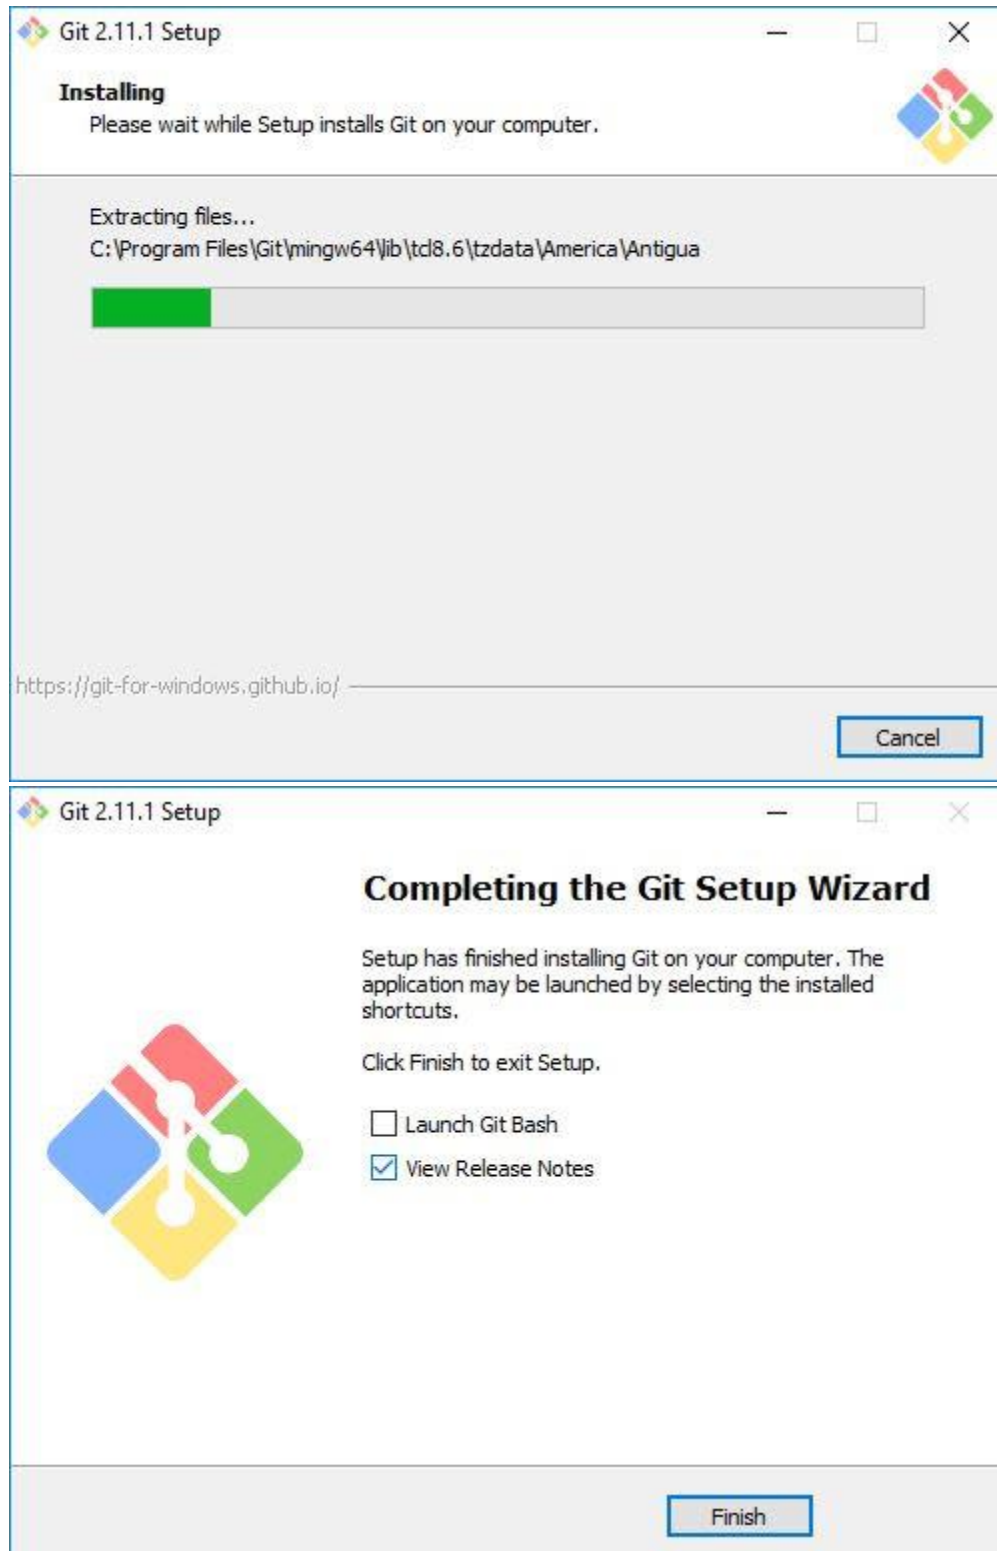 Git 2.11.1 Setup
Installing
Please wait while Setup installs Git on your computer.
Extracting files...
C:\Program Files\Git\mingw64\lib\tcl8.6\tzdata\America\Antigua
https://git-for-windows.github.io/
Cancel
Git 2.11.1 Setup
Completing the Git Setup Wizard
Setup has finished installing Git on your computer. The
application may be launched by selecting the installed
shortcuts.
Click Finish to exit Setup.
Launch Git Bash
View Release Notes
Finish